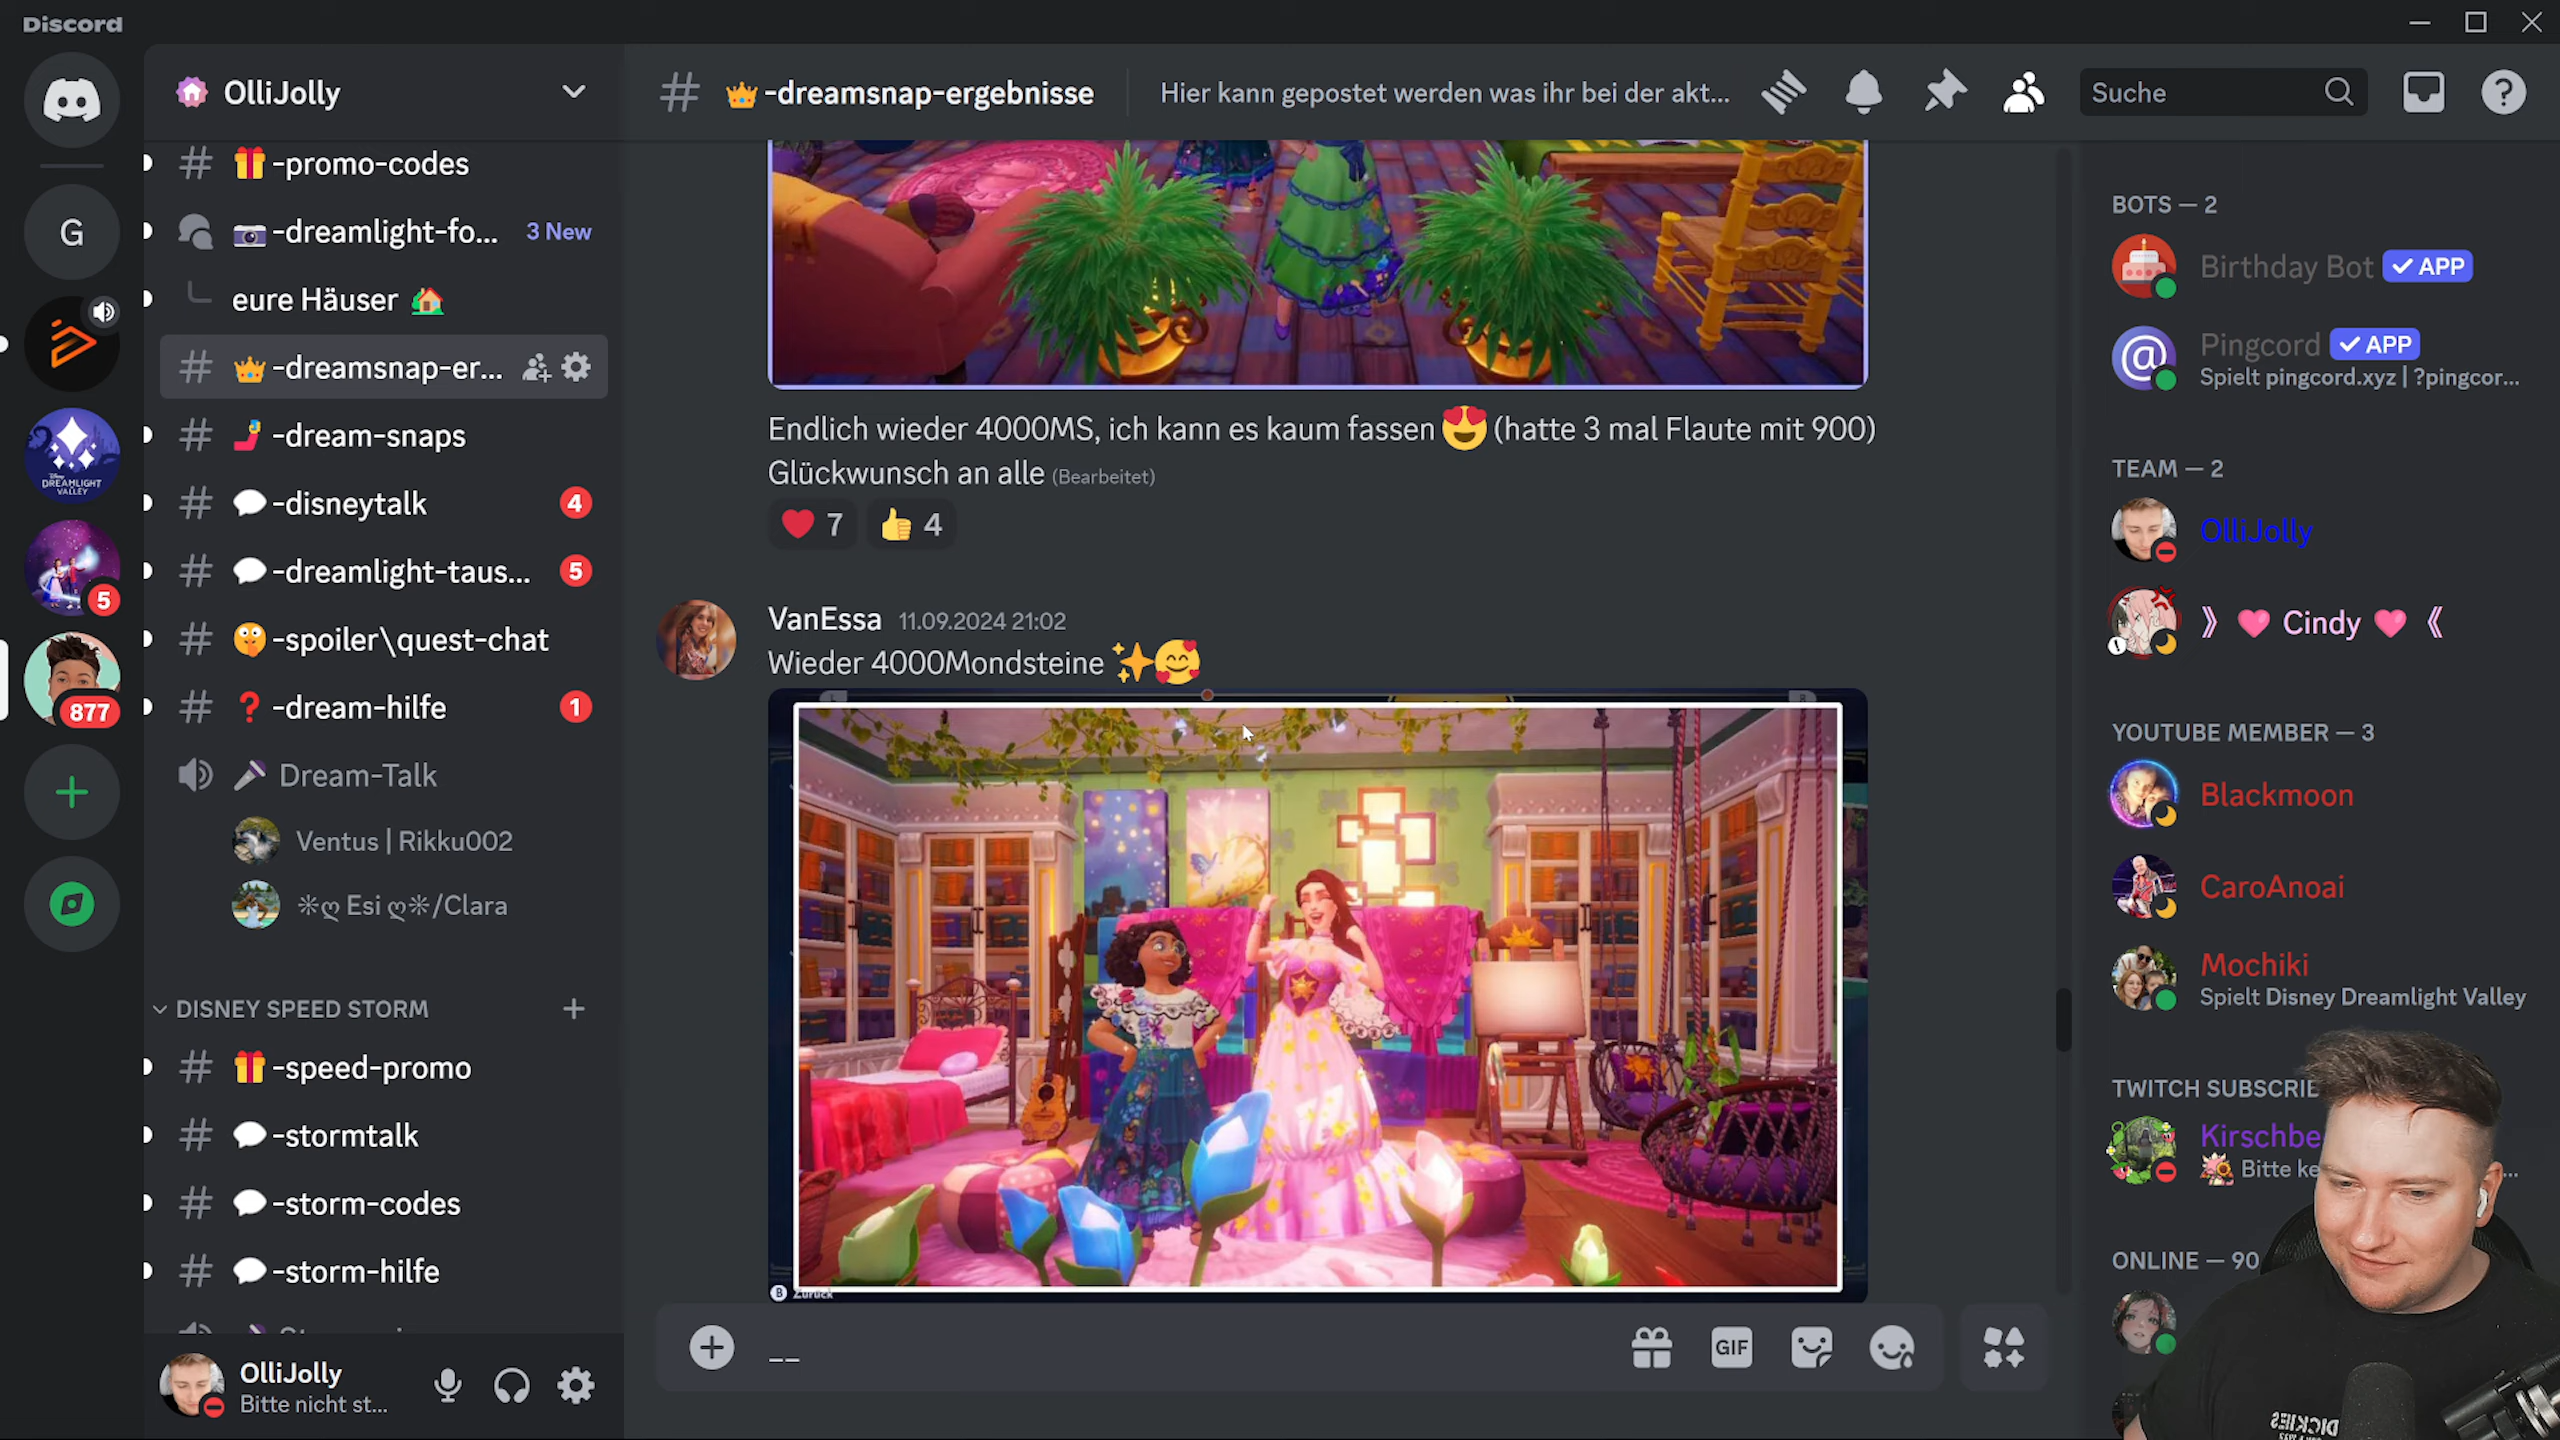 Discord
OlliJolly
-dreamsnap-ergebnisse
Hier kann gepostet werden was ihr bei der akt...
Suche
-promo-codes
-dreamlight-fo...
3 New
eure Häuser
-dreamsnap-er...
-dream-snaps
-disneytalk
4
-dreamlight-taus...
5
-spoiler\quest-chat
-dream-hilfe
1
Dream-Talk
Ventus | Rikku002
Esi ღ❊/Clara
DISNEY SPEED STORM
-speed-promo
-stormtalk
-storm-codes
-storm-hilfe
G
DREAMLIGHT
VALLEY
5
877
OlliJolly
Bitte nicht st...
Endlich wieder 4000MS, ich kann es kaum fassen 😍 (hatte 3 mal Flaute mit 900)
Glückwunsch an alle (Bearbeitet)
7
4
VanEssa 11.09.2024 21:02
Wieder 4000Mondsteine ✨🥰
B Zurück
__
GIF
BOTS — 2
Birthday Bot
APP
Pingcord
APP
Spielt pingcord.xyz | ?pingcor...
TEAM — 2
OlliJolly
Cindy
YOUTUBE MEMBER — 3
Blackmoon
CaroAnoai
Mochiki
Spielt Disney Dreamlight Valley
TWITCH SUBSCRIE
Kirschbe
Bitte ke
...
ONLINE — 90
DICKIES